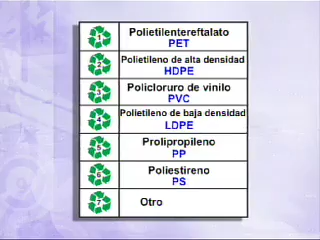 1
Polietilentereftalato
PET
2
Polietileno de alta densidad
HDPE
3
Policloruro de vinilo
PVC
4
Polietileno de baja densidad
LDPE
5
Prolipropileno
PP
6
Poliestireno
PS
7
Otro